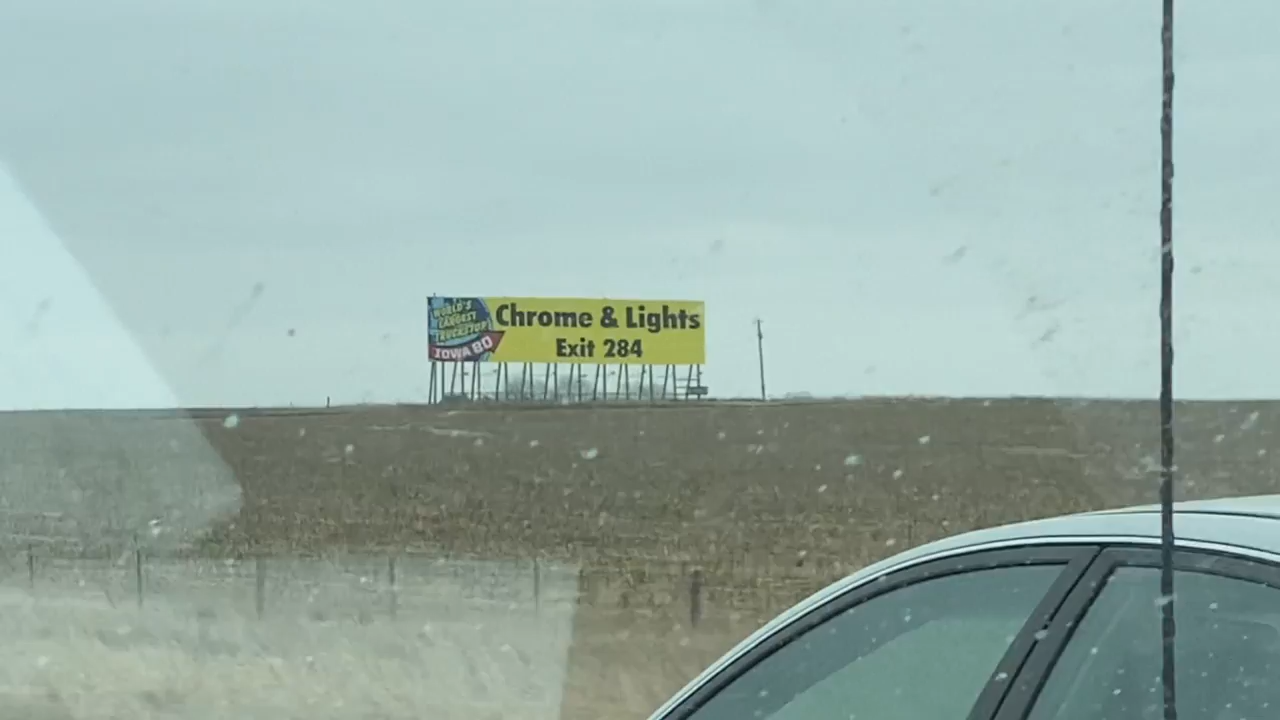 WORLD'S
LARGEST
TRUCKSTOP
IOWA 80
Chrome & Lights
Exit 284